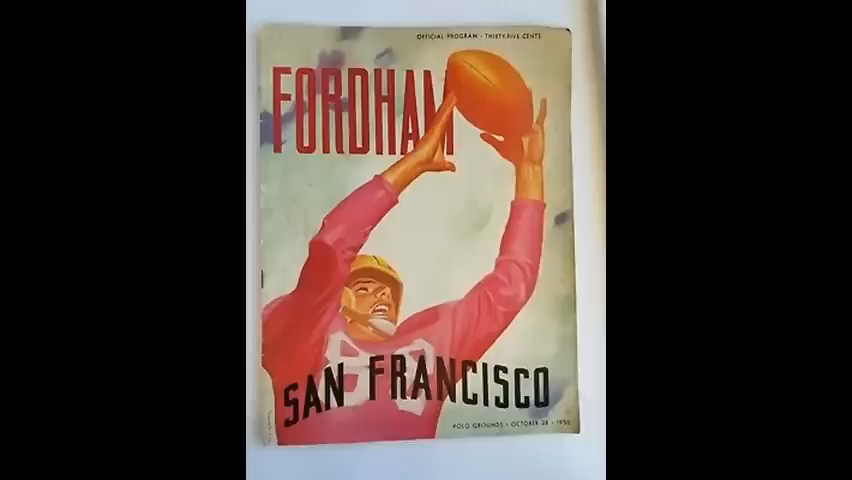 OFFICIAL PROGRAM - THIRTY-FIVE CENTS
FORDHAM
SAN FRANCISCO
POLO GROUNDS - OCTOBER 28 - 1950